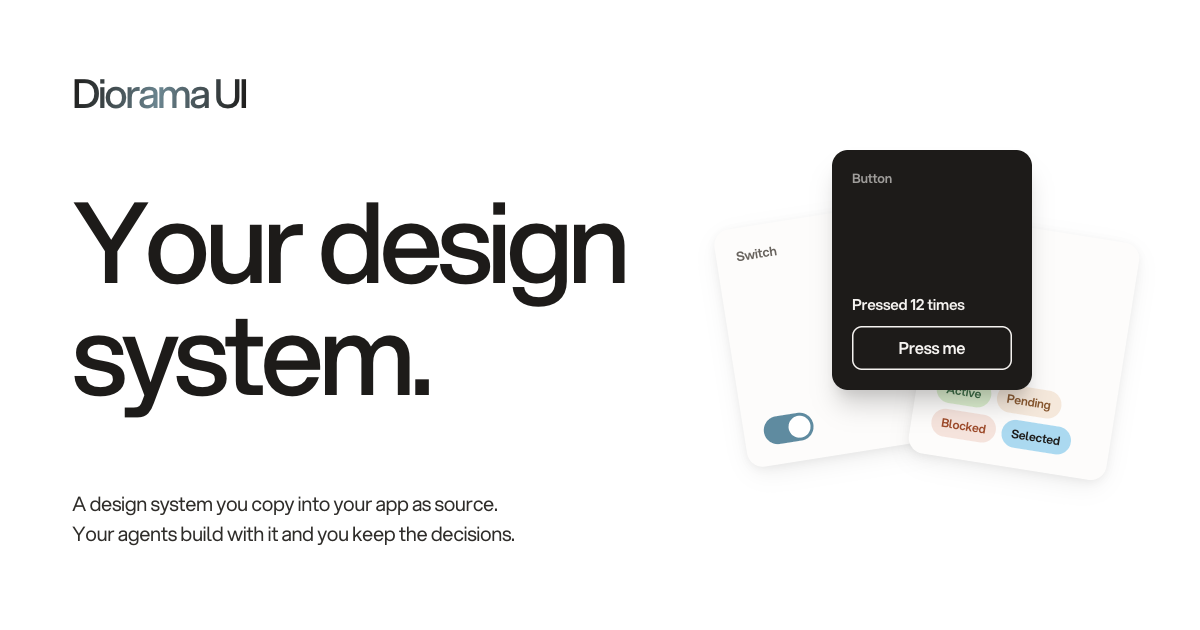 Diorama UI
Your design
system.
A design system you copy into your app as source.
Your agents build with it and you keep the decisions.
Switch
Button
Pressed 12 times
Press me
Active
Pending
Blocked
Selected